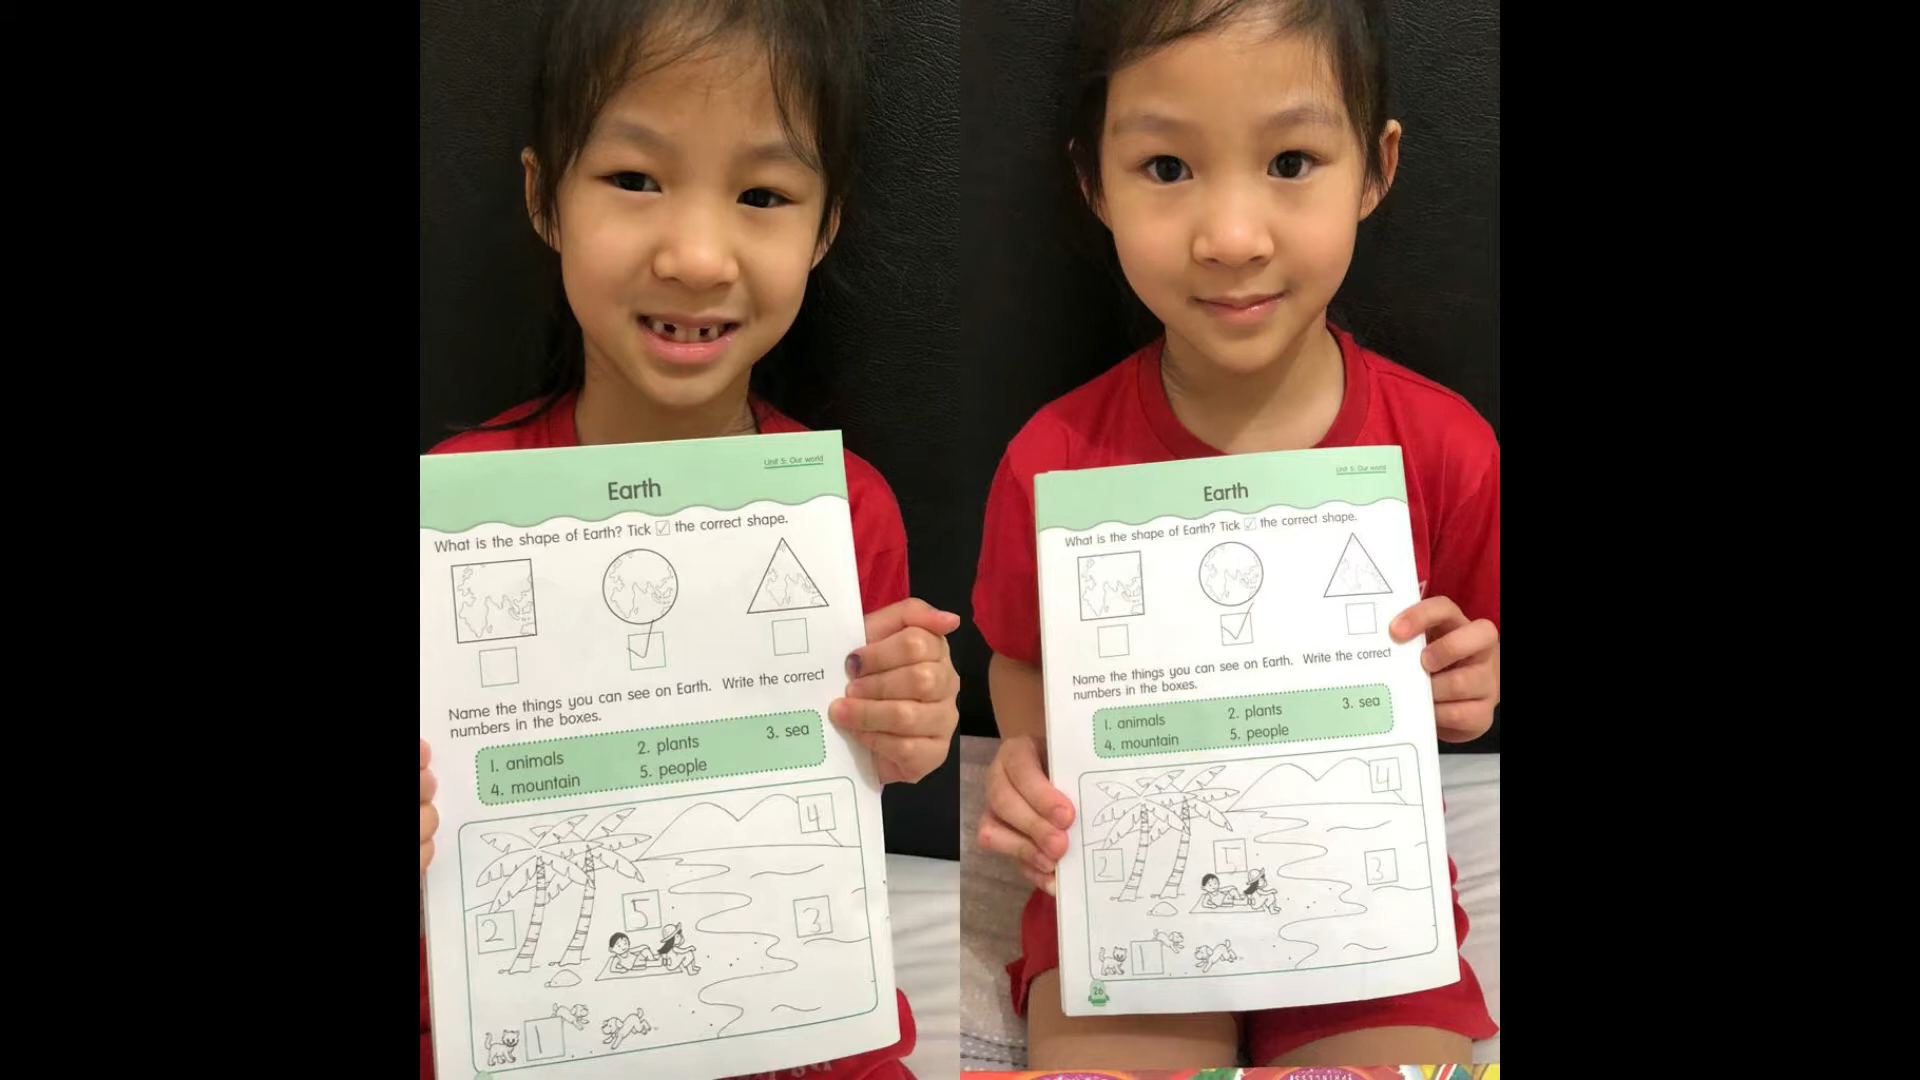 Unit 5: Our world
Earth
What is the shape of Earth? Tick ☑ the correct shape.
Name the things you can see on Earth. Write the correct
numbers in the boxes.
1. animals 2. plants 3. sea
4. mountain 5. people
4
5
2
3
1
Unit 5: Our world
Earth
What is the shape of Earth? Tick ☑ the correct shape.
Name the things you can see on Earth. Write the correct
numbers in the boxes.
1. animals 2. plants 3. sea
4. mountain 5. people
4
5
2
3
1
26